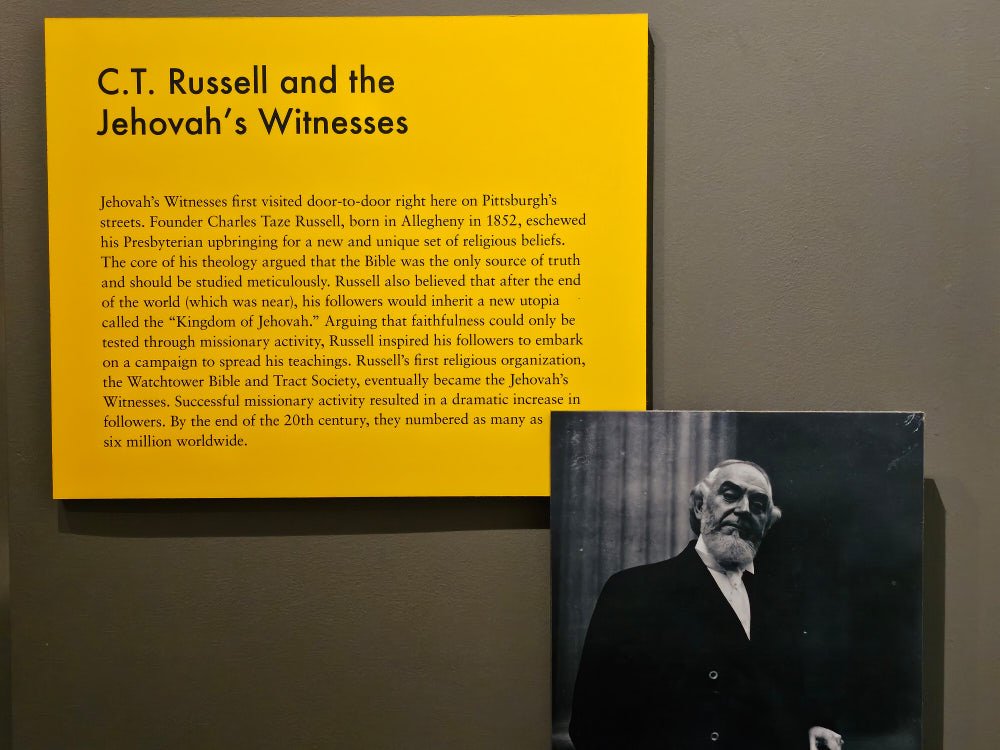 C.T. Russell and the
Jehovah’s Witnesses
Jehovah’s Witnesses first visited door-to-door right here on Pittsburgh’s
streets. Founder Charles Taze Russell, born in Allegheny in 1852, eschewed
his Presbyterian upbringing for a new and unique set of religious beliefs.
The core of his theology argued that the Bible was the only source of truth
and should be studied meticulously. Russell also believed that after the end
of the world (which was near), his followers would inherit a new utopia
called the “Kingdom of Jehovah.” Arguing that faithfulness could only be
tested through missionary activity, Russell inspired his followers to embark
on a campaign to spread his teachings. Russell’s first religious organization,
the Watchtower Bible and Tract Society, eventually became the Jehovah’s
Witnesses. Successful missionary activity resulted in a dramatic increase in
followers. By the end of the 20th century, they numbered as many as
six million worldwide.